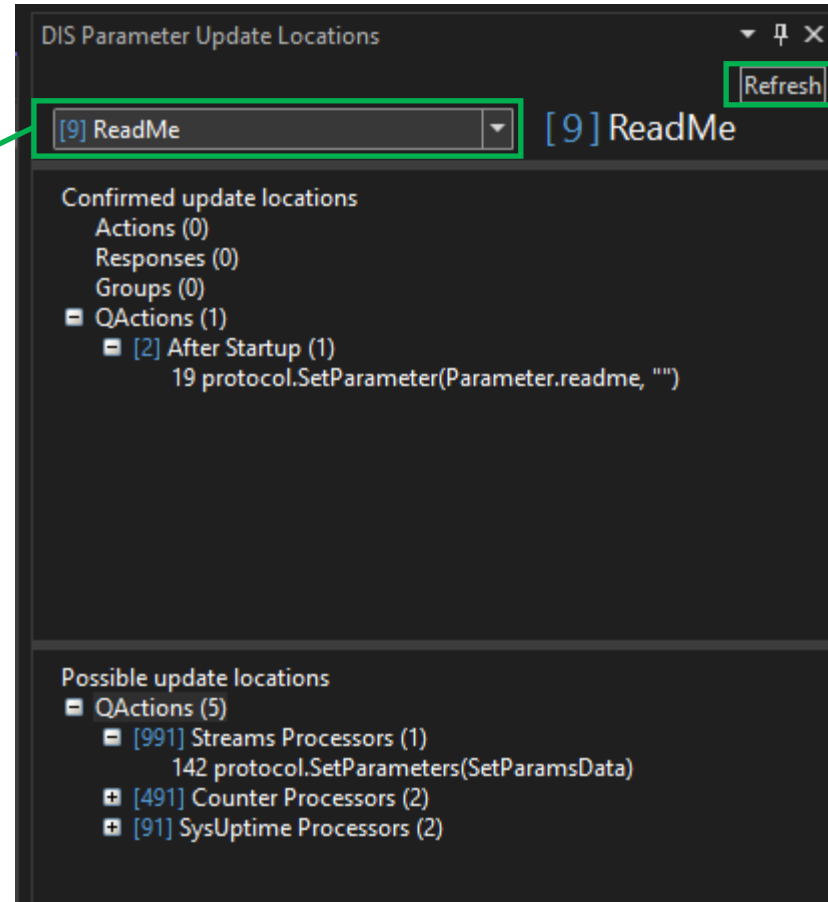 DIS Parameter Update Locations
Refresh
[9] ReadMe
[9] ReadMe
Confirmed update locations
Actions (0)
Responses (0)
Groups (0)
QActions (1)
[2] After Startup (1)
19 protocol.SetParameter(Parameter.readme, "")
Possible update locations
QActions (5)
[991] Streams Processors (1)
142 protocol.SetParameters(SetParamsData)
[491] Counter Processors (2)
[91] SysUptime Processors (2)